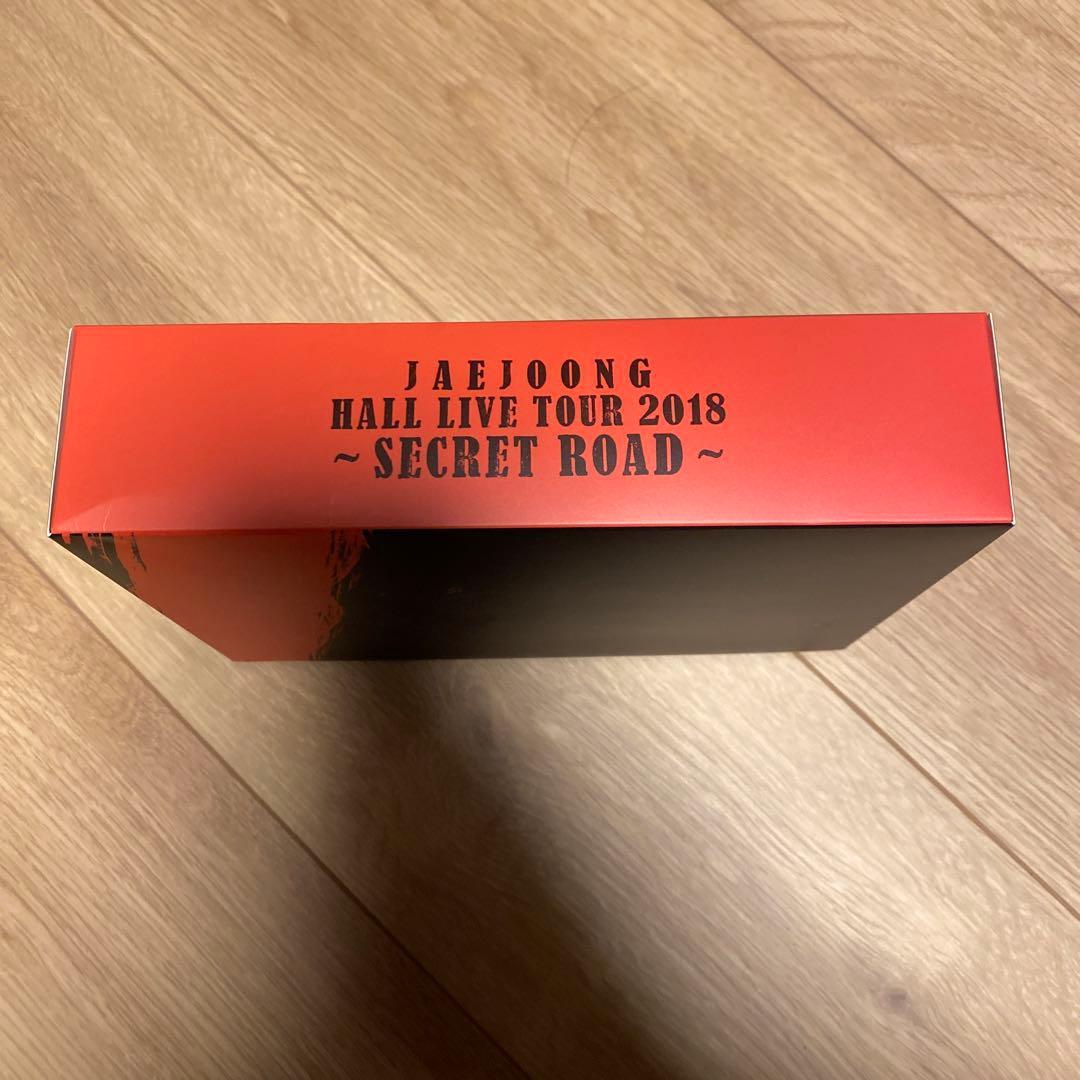 JAEJOONG
HALL LIVE TOUR 2018
~ SECRET ROAD ~